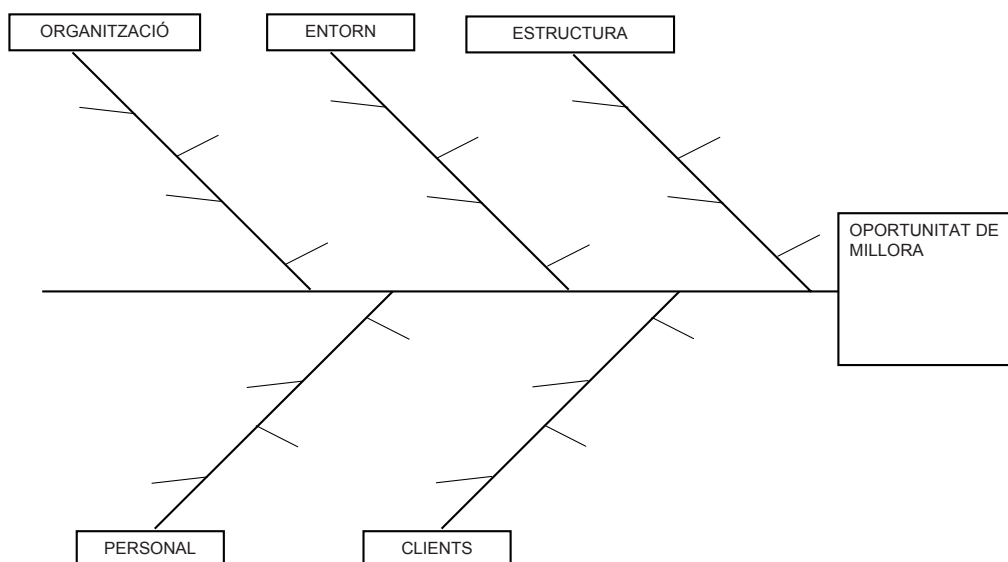 ORGANITZACIÓ
ENTORN
ESTRUCTURA
OPORTUNITAT DE
MILLORA
PERSONAL
CLIENTS